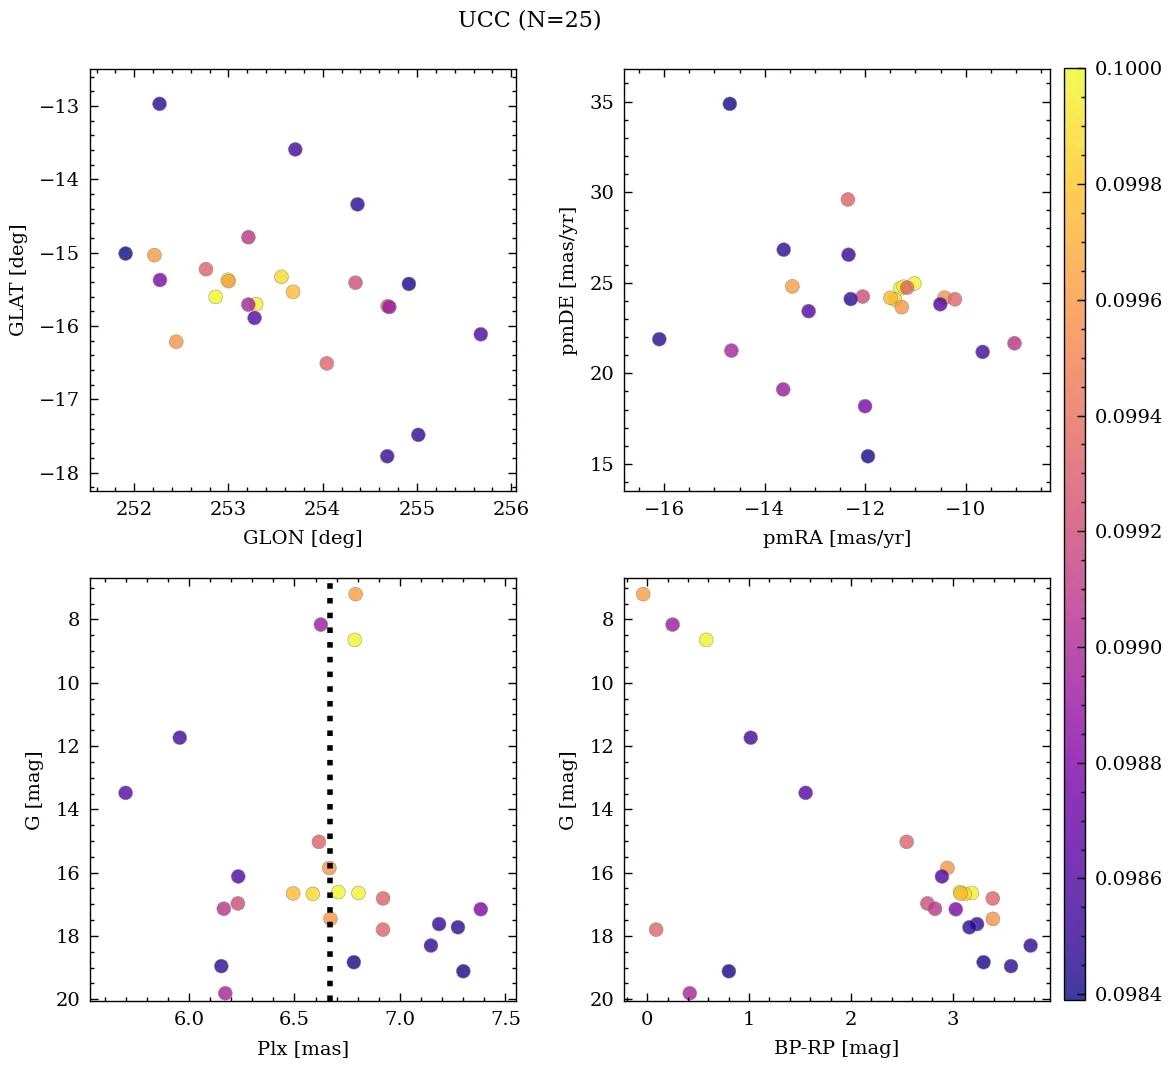 UCC (N=25)
−13
−14
−15
−16
−17
−18
GLAT [deg]
252 253 254 255 256
GLON [deg]
35
30
25
20
15
pmDE [mas/yr]
−16 −14 −12 −10
pmRA [mas/yr]
8
10
12
14
16
18
20
G [mag]
6.0 6.5 7.0 7.5
Plx [mas]
8
10
12
14
16
18
20
G [mag]
0 1 2 3
BP-RP [mag]
0.1000
0.0998
0.0996
0.0994
0.0992
0.0990
0.0988
0.0986
0.0984